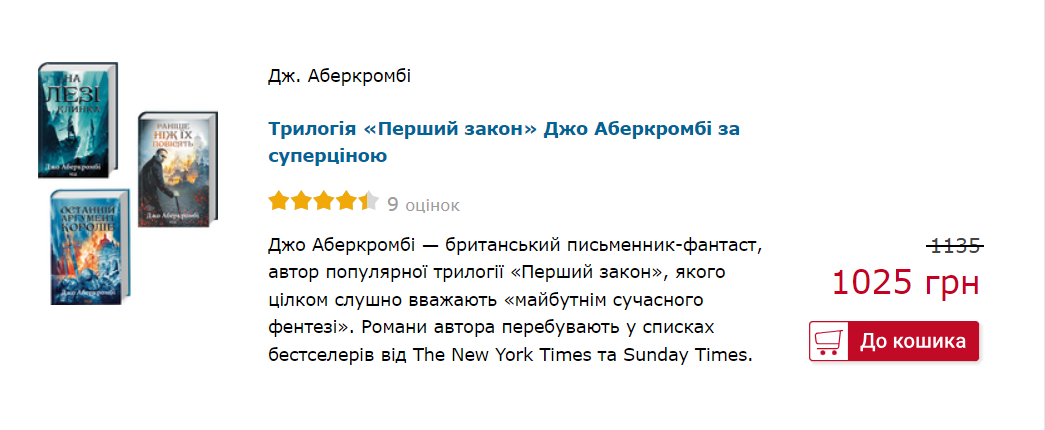 НА
ЛЕЗІ
КЛИНКА
Джо Аберкромбі
РАНІШЕ
НІЖ ЇХ
ПОВІСЯТЬ
Джо Аберкромбі
ОСТАННІЙ
АРГУМЕНТ
КОРОЛІВ
Дж. Аберкромбі
Трилогія «Перший закон» Джо Аберкромбі за
суперціною
9 оцінок
Джо Аберкромбі — британський письменник-фантаст,
автор популярної трилогії «Перший закон», якого
цілком слушно вважають «майбутнім сучасного
фентезі». Романи автора перебувають у списках
бестселерів від The New York Times та Sunday Times.
1135
1025 грн
До кошика